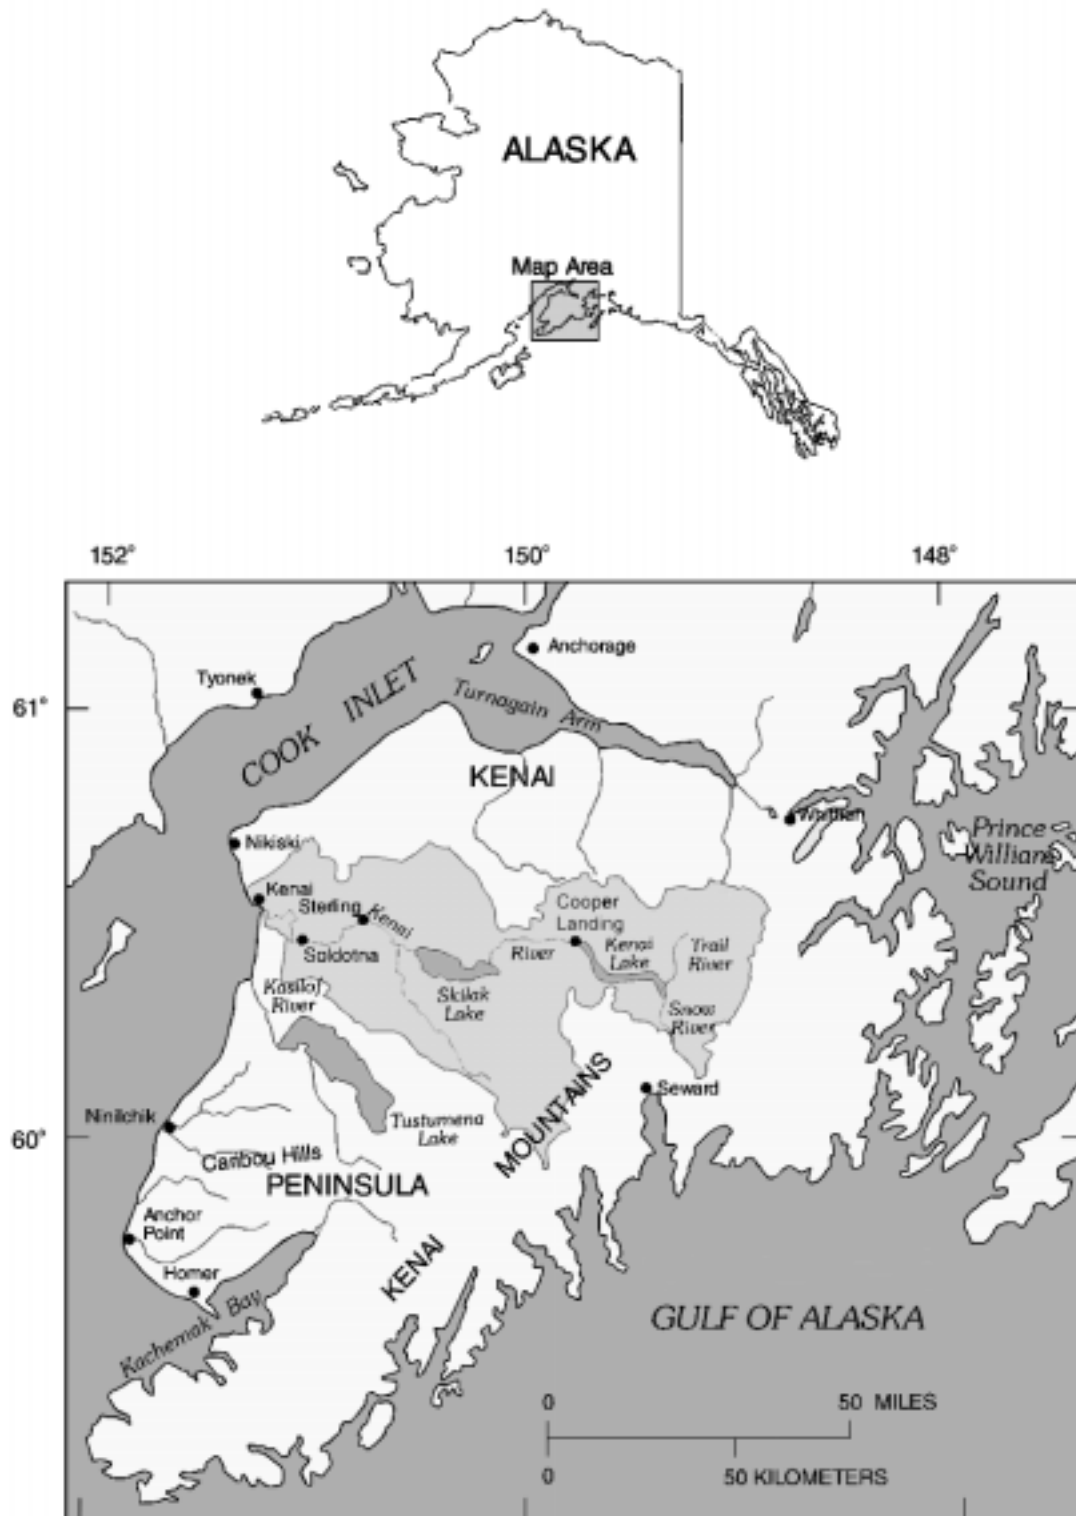 ALASKA
Map Area
152°
150°
148°
Anchorage
Tyonek
COOK INLET
Turnagain Arm
61°
KENAI
Whittier
Prince
William
Sound
Nikiski
Kenai
Sterling
Kenai
Cooper
Landing
Soldotna
River
Kenai
Lake
Trail
River
Kasilof
River
Skilak
Lake
Snow
River
MOUNTAINS
Seward
Ninilchik
Tustumena
Lake
60°
Caribou Hills
PENINSULA
Anchor
Point
KENAI
Homer
Kachemak Bay
GULF OF ALASKA
0
50 MILES
0
50 KILOMETERS